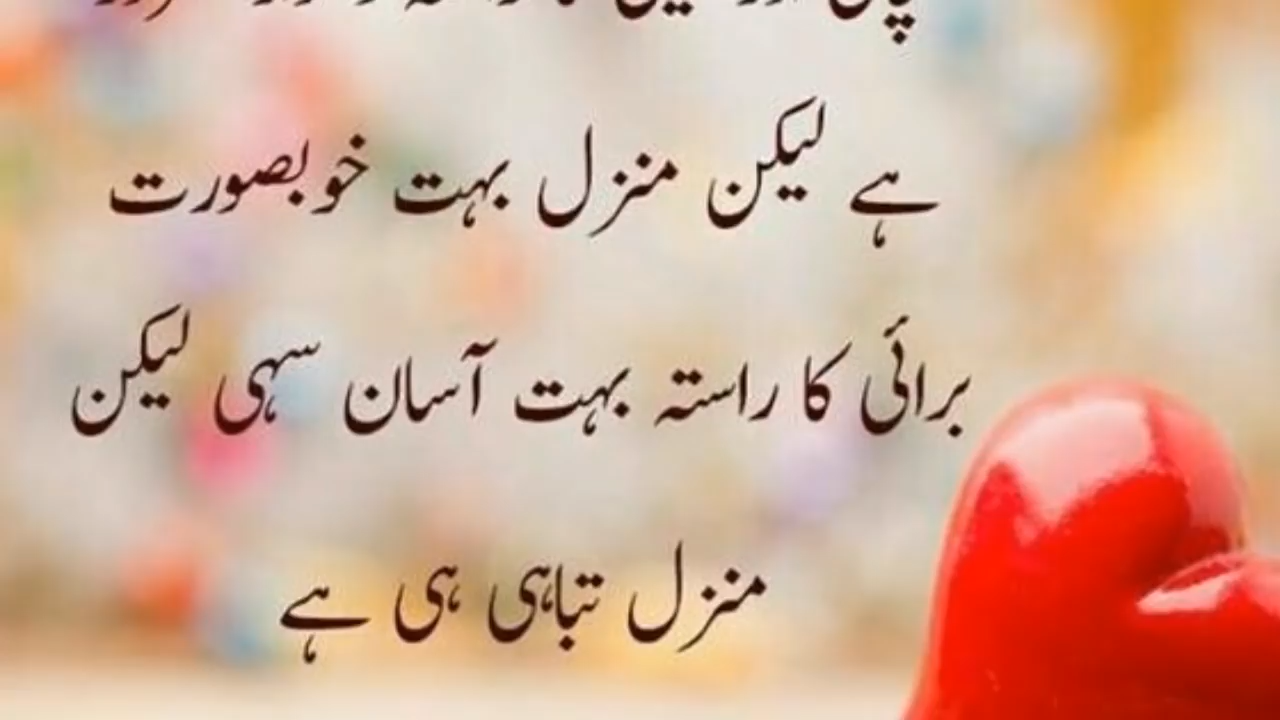 ہے لیکن منزل بہت خوبصورت
برائی کا راستہ بہت آسان سہی لیکن
منزل تباہی ہی ہے